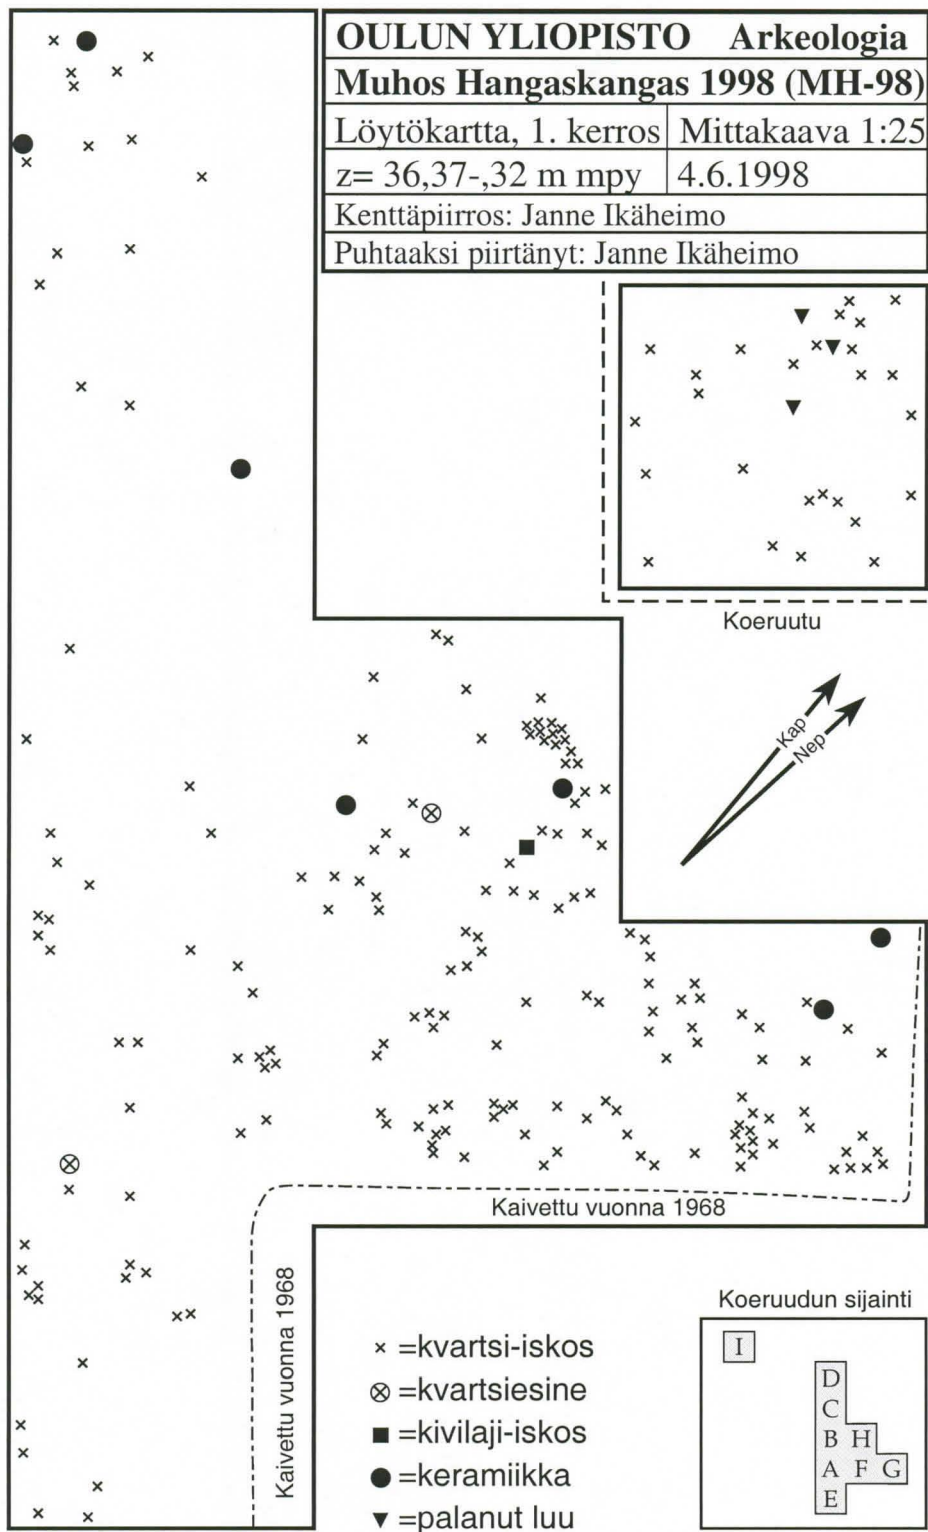 OULUN YLIOPISTO Arkeologia
Muhos Hangaskangas 1998 (MH-98)
Löytökartta, 1. kerros Mittakaava 1:25
z= 36,37-,32 m mpy 4.6.1998
Kenttäpiirros: Janne Ikäheimo
Puhtaaksi piirtänyt: Janne Ikäheimo
Koeruutu
Kap
Nep
Kaivettu vuonna 1968
Kaivettu vuonna 1968
× =kvartsi-iskos
⊗ =kvartsiesine
■ =kivilaji-iskos
● =keramiikka
▼ =palanut luu
Koeruudun sijainti
I
D
C
B H
A F G
E